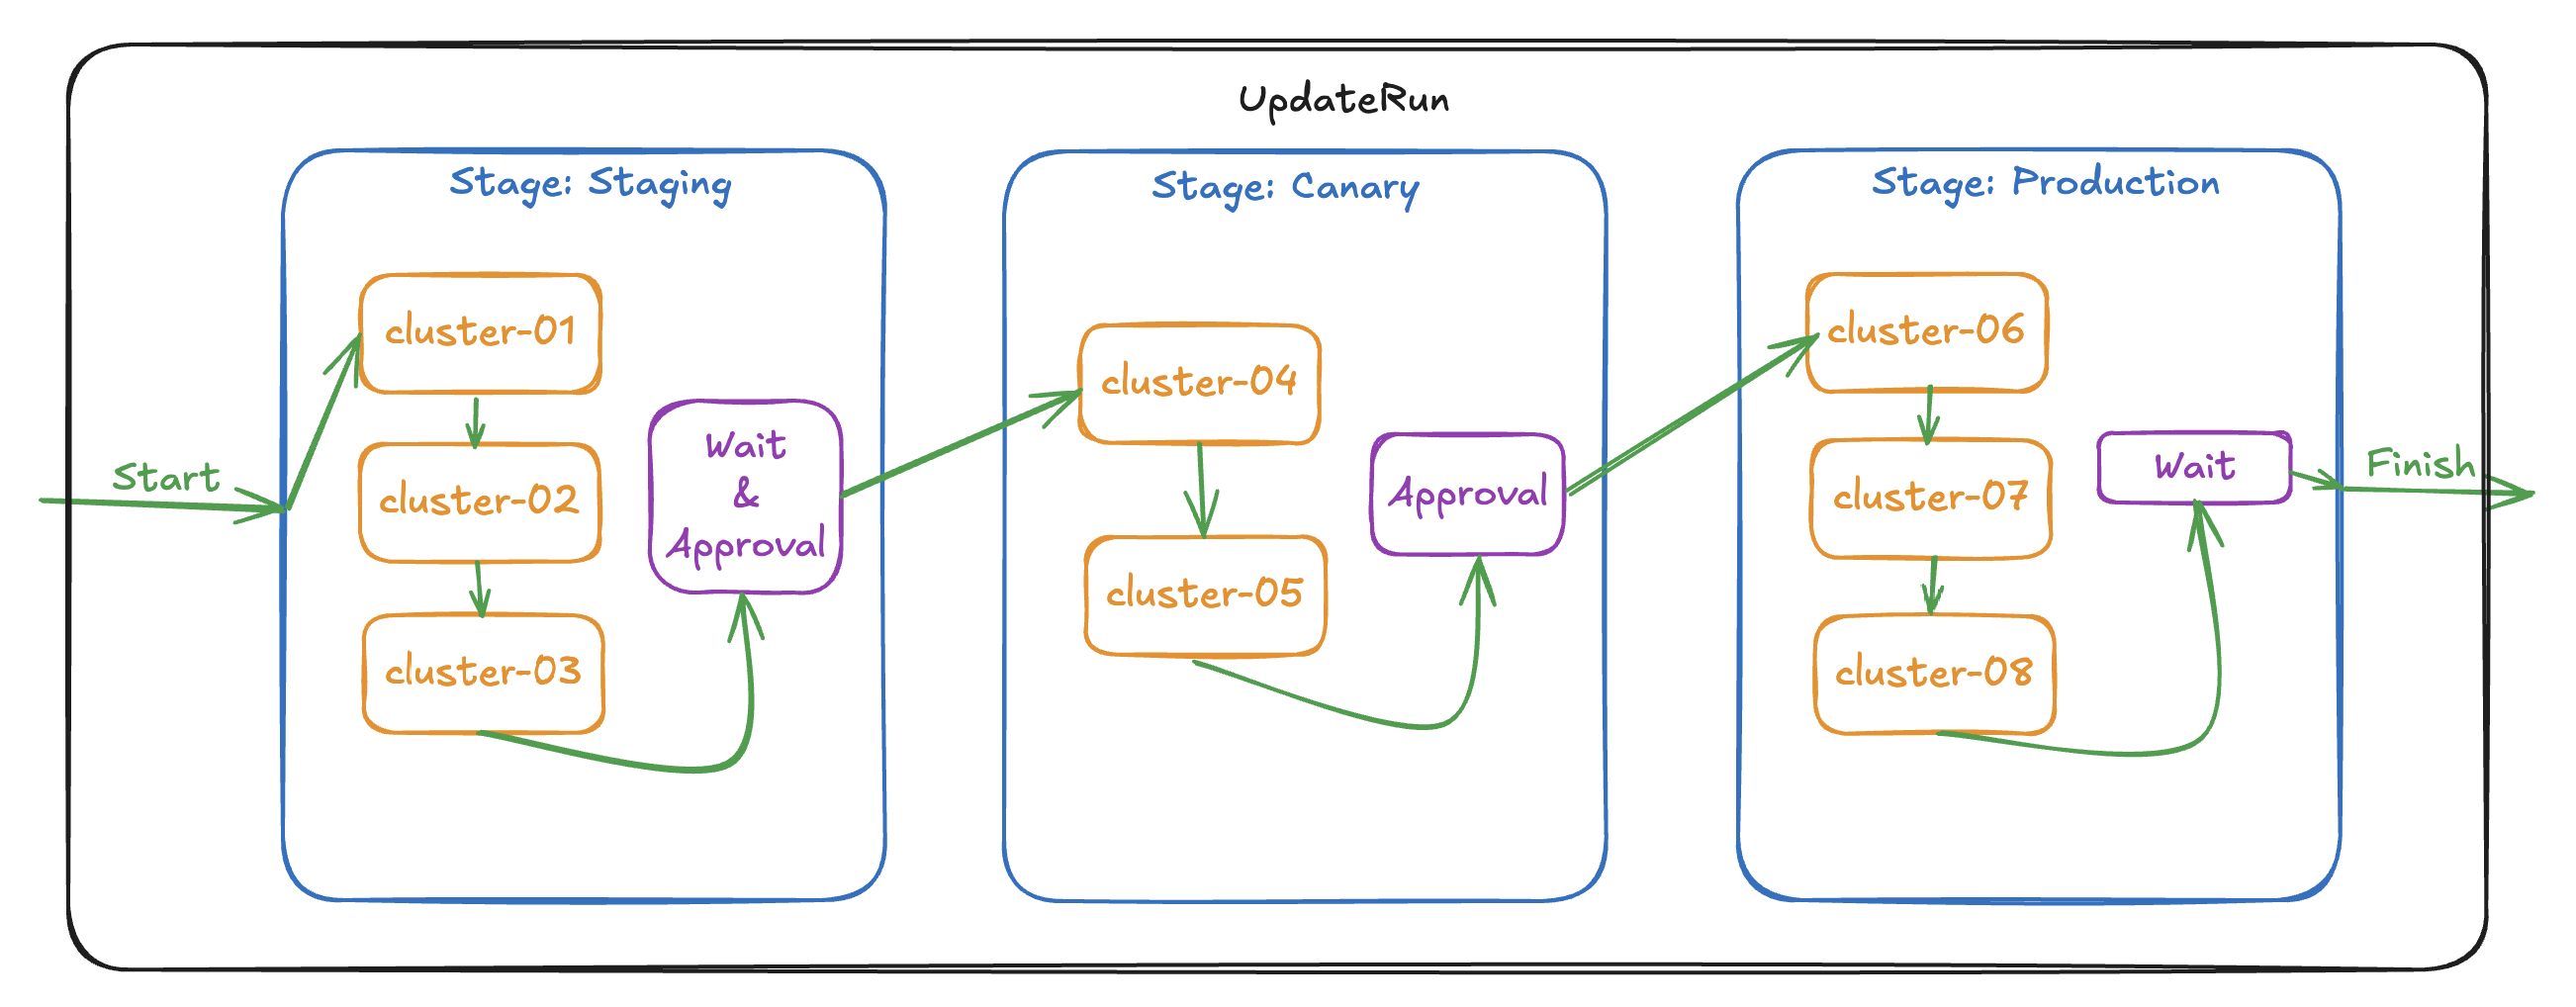 UpdateRun
Start
Stage: Staging
cluster-01
cluster-02
cluster-03
Wait
&
Approval
Stage: Canary
cluster-04
cluster-05
Approval
Stage: Production
cluster-06
cluster-07
cluster-08
Wait
Finish